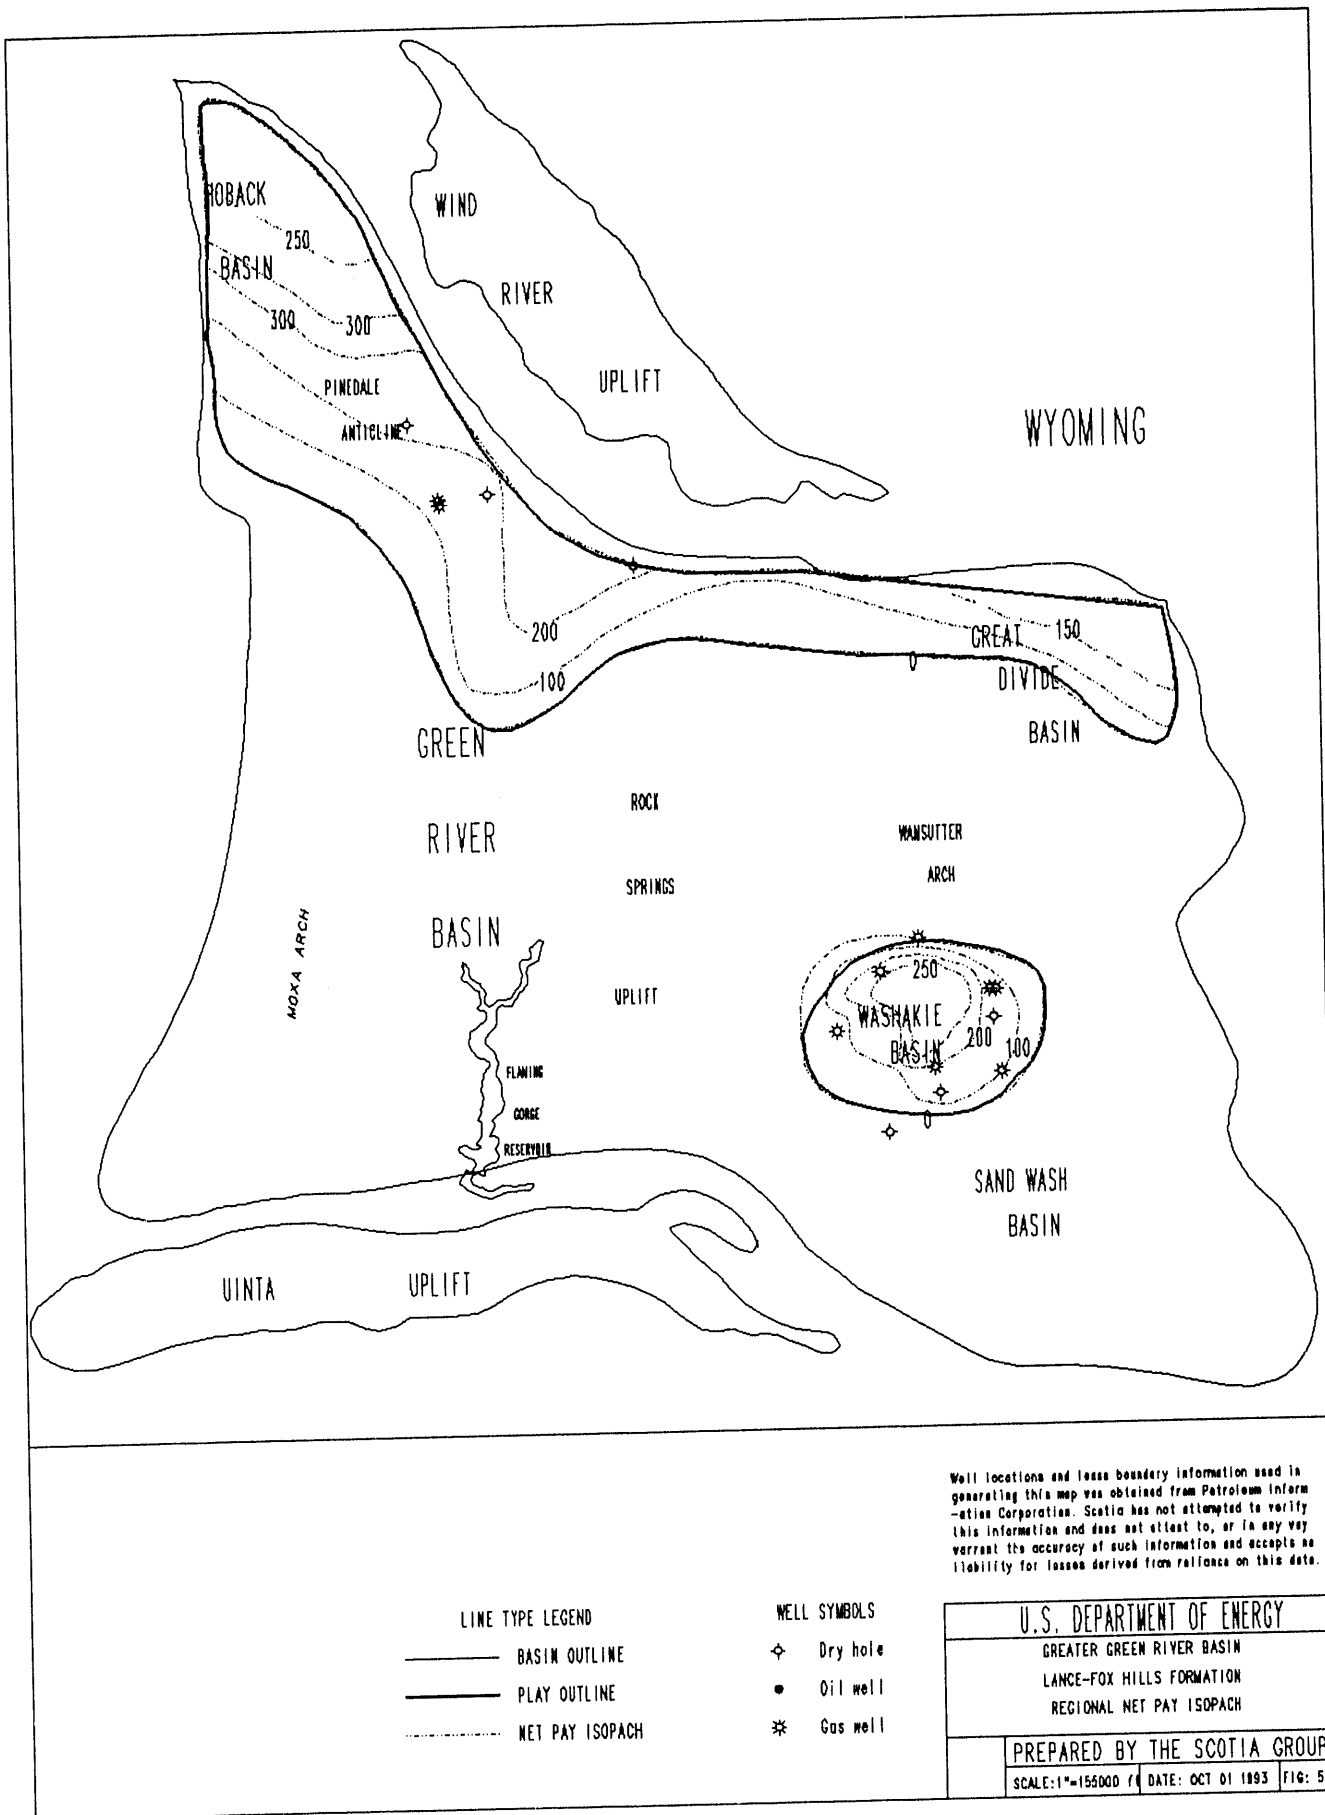 HOBACK
BASIN
250
300
300
PINEDALE
ANTICLINE
WIND
RIVER
UPLIFT
WYOMING
200
100
150
0
GREAT
DIVIDE
BASIN
GREEN
RIVER
BASIN
ROCK
SPRINGS
UPLIFT
WAMSUTTER
ARCH
MOXA ARCH
250
WASHAKIE
BASIN
200
100
0
FLAMING
GORGE
RESERVOIR
SAND WASH
BASIN
UINTA UPLIFT
Well locations and lease boundary information used in
generating this map was obtained from Petroleum Inform
-ation Corporation. Scotia has not attempted to verify
this information and does not attest to, or in any way
warrant the accuracy of such information and accepts no
liability for losses derived from reliance on this data.
LINE TYPE LEGEND
BASIN OUTLINE
PLAY OUTLINE
NET PAY ISOPACH
WELL SYMBOLS
Dry hole
Oil well
Gas well
U.S. DEPARTMENT OF ENERGY
GREATER GREEN RIVER BASIN
LANCE-FOX HILLS FORMATION
REGIONAL NET PAY ISOPACH
PREPARED BY THE SCOTIA GROUP
SCALE:1"=155000 DATE: OCT 01 1993 FIG: 5